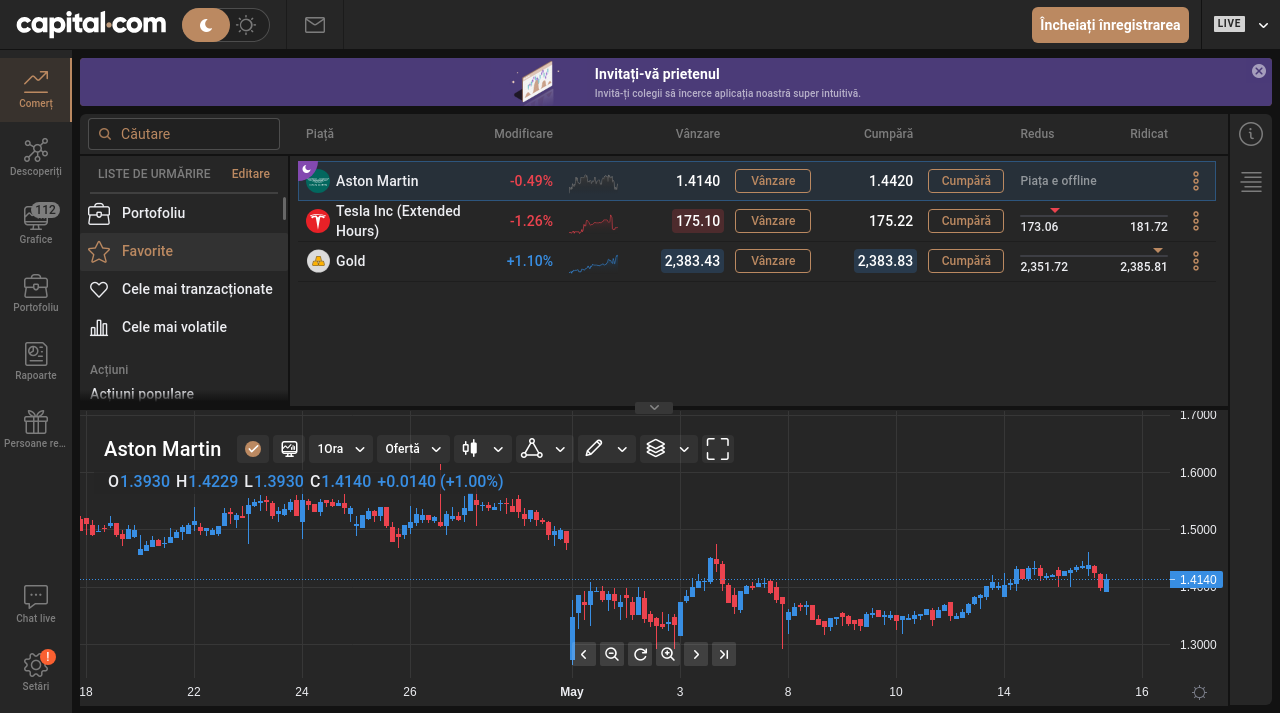 capital.com
Încheiați înregistrarea
LIVE
Invitați-vă prietenul
Invită-ți colegii să încerce aplicația noastră super intuitivă.
Comerț
Descoperiți
112
Grafice
Portofoliu
Rapoarte
Persoane re...
Chat live
!
Setări
Căutare
LISTE DE URMĂRIRE
Editare
Portofoliu
Favorite
Cele mai tranzacționate
Cele mai volatile
Acțiuni
Acțiuni populare
Piață Modificare Vânzare Cumpără Redus Ridicat
Aston Martin -0.49% 1.4140 Vânzare 1.4420 Cumpără Piața e offline
Tesla Inc (Extended
Hours) -1.26% 175.10 Vânzare 175.22 Cumpără 173.06 181.72
Gold +1.10% 2,383.43 Vânzare 2,383.83 Cumpără 2,351.72 2,385.81
Aston Martin 1Ora Ofertă
O1.3930 H1.4229 L1.3930 C1.4140 +0.0140 (+1.00%)
1.7000
1.6000
1.5000
1.4140
1.4000
1.3000
18 22 24 26 May 3 8 10 14 16